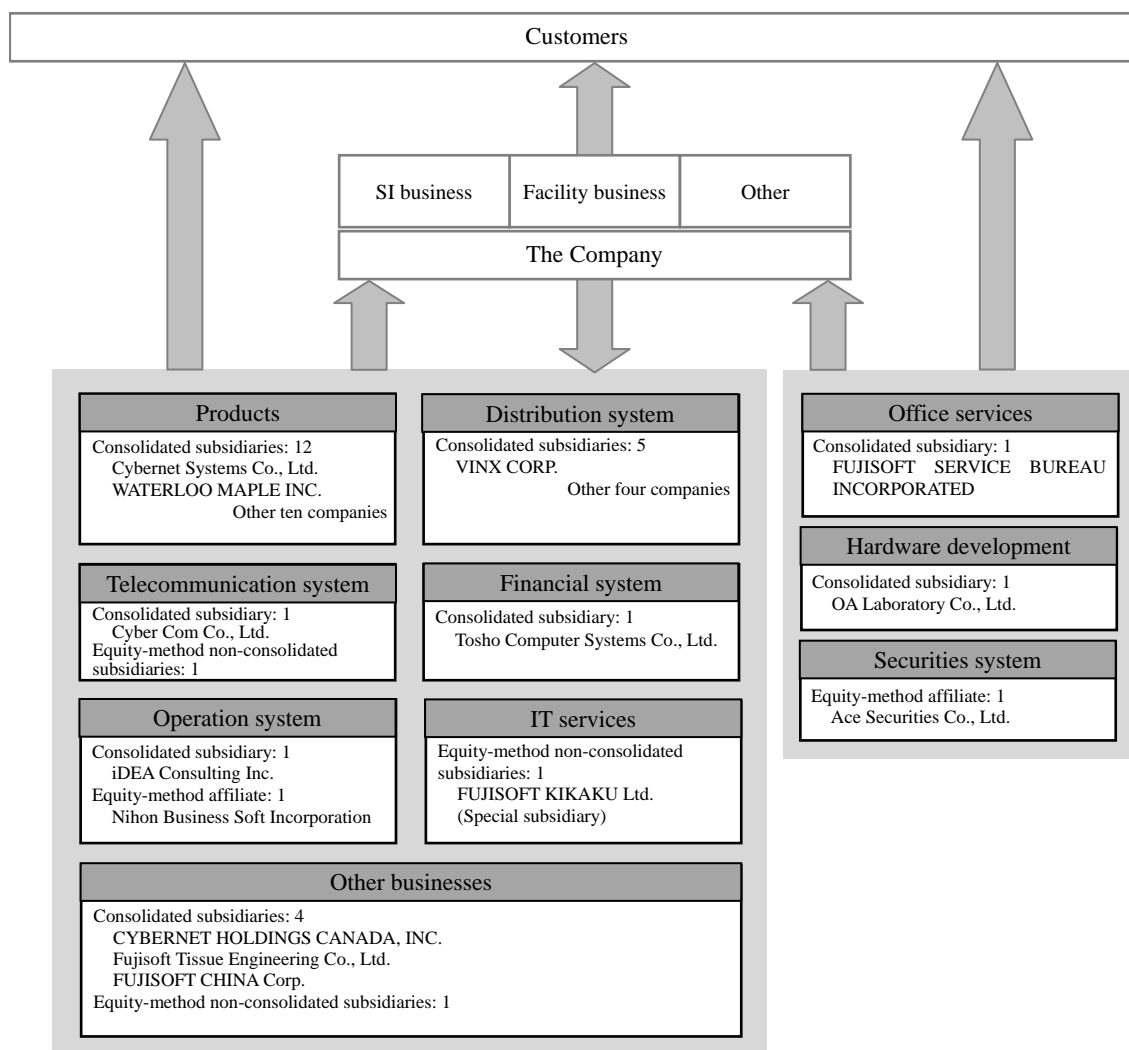 Customers
SI business
Facility business
Other
The Company
Products
Consolidated subsidiaries: 12
Cybernet Systems Co., Ltd.
WATERLOO MAPLE INC.
Other ten companies
Distribution system
Consolidated subsidiaries: 5
VINX CORP.
Other four companies
Telecommunication system
Consolidated subsidiary: 1
Cyber Com Co., Ltd.
Equity-method non-consolidated
subsidiaries: 1
Financial system
Consolidated subsidiary: 1
Tosho Computer Systems Co., Ltd.
Operation system
Consolidated subsidiary: 1
iDEA Consulting Inc.
Equity-method affiliate: 1
Nihon Business Soft Incorporation
IT services
Equity-method non-consolidated
subsidiaries: 1
FUJISOFT KIKAKU Ltd.
(Special subsidiary)
Other businesses
Consolidated subsidiaries: 4
CYBERNET HOLDINGS CANADA, INC.
Fujisoft Tissue Engineering Co., Ltd.
FUJISOFT CHINA Corp.
Equity-method non-consolidated subsidiaries: 1
Office services
Consolidated subsidiary: 1
FUJISOFT SERVICE BUREAU
INCORPORATED
Hardware development
Consolidated subsidiary: 1
OA Laboratory Co., Ltd.
Securities system
Equity-method affiliate: 1
Ace Securities Co., Ltd.